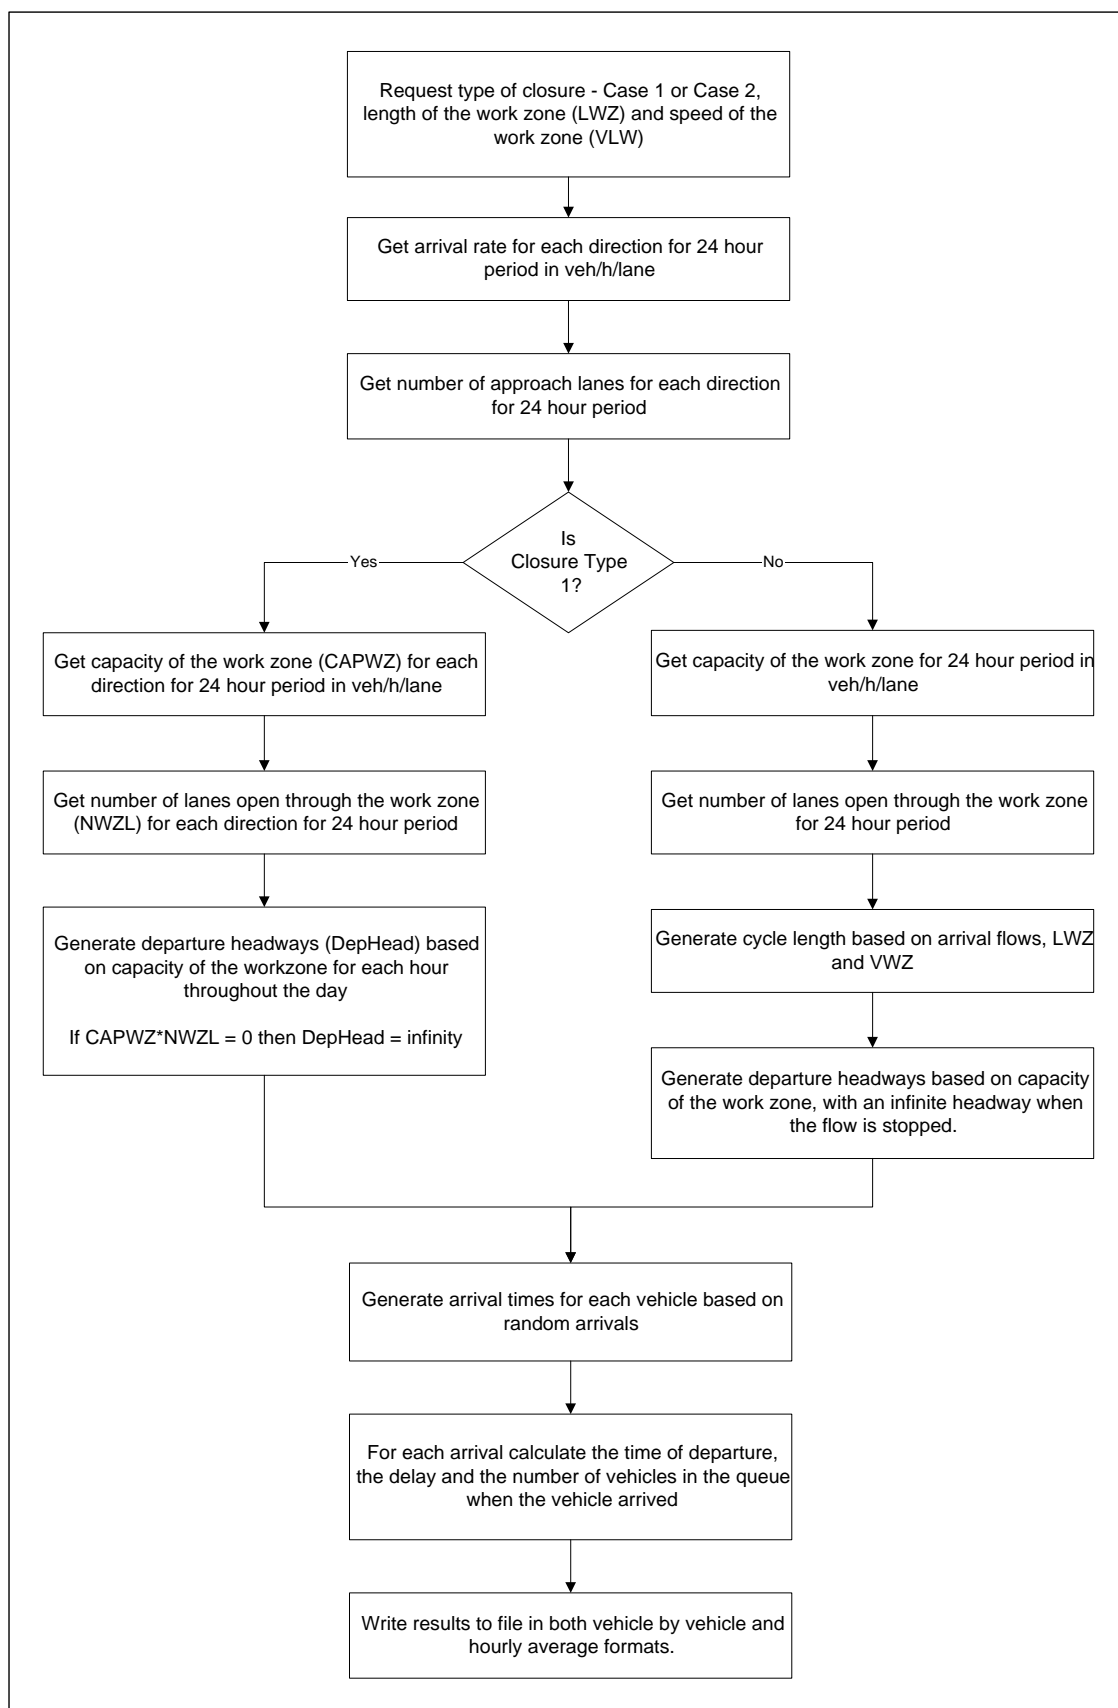 Request type of closure - Case 1 or Case 2,
length of the work zone (LWZ) and speed of the
work zone (VLW)
Get arrival rate for each direction for 24 hour
period in veh/h/lane
Get number of approach lanes for each direction
for 24 hour period
Is
Closure Type
1?
Yes
No
Get capacity of the work zone (CAPWZ) for each
direction for 24 hour period in veh/h/lane
Get capacity of the work zone for 24 hour period in
veh/h/lane
Get number of lanes open through the work zone
(NWZL) for each direction for 24 hour period
Get number of lanes open through the work zone
for 24 hour period
Generate departure headways (DepHead) based
on capacity of the workzone for each hour
throughout the day
If CAPWZ*NWZL = 0 then DepHead = infinity
Generate cycle length based on arrival flows, LWZ
and VWZ
Generate departure headways based on capacity
of the work zone, with an infinite headway when
the flow is stopped.
Generate arrival times for each vehicle based on
random arrivals
For each arrival calculate the time of departure,
the delay and the number of vehicles in the queue
when the vehicle arrived
Write results to file in both vehicle by vehicle and
hourly average formats.